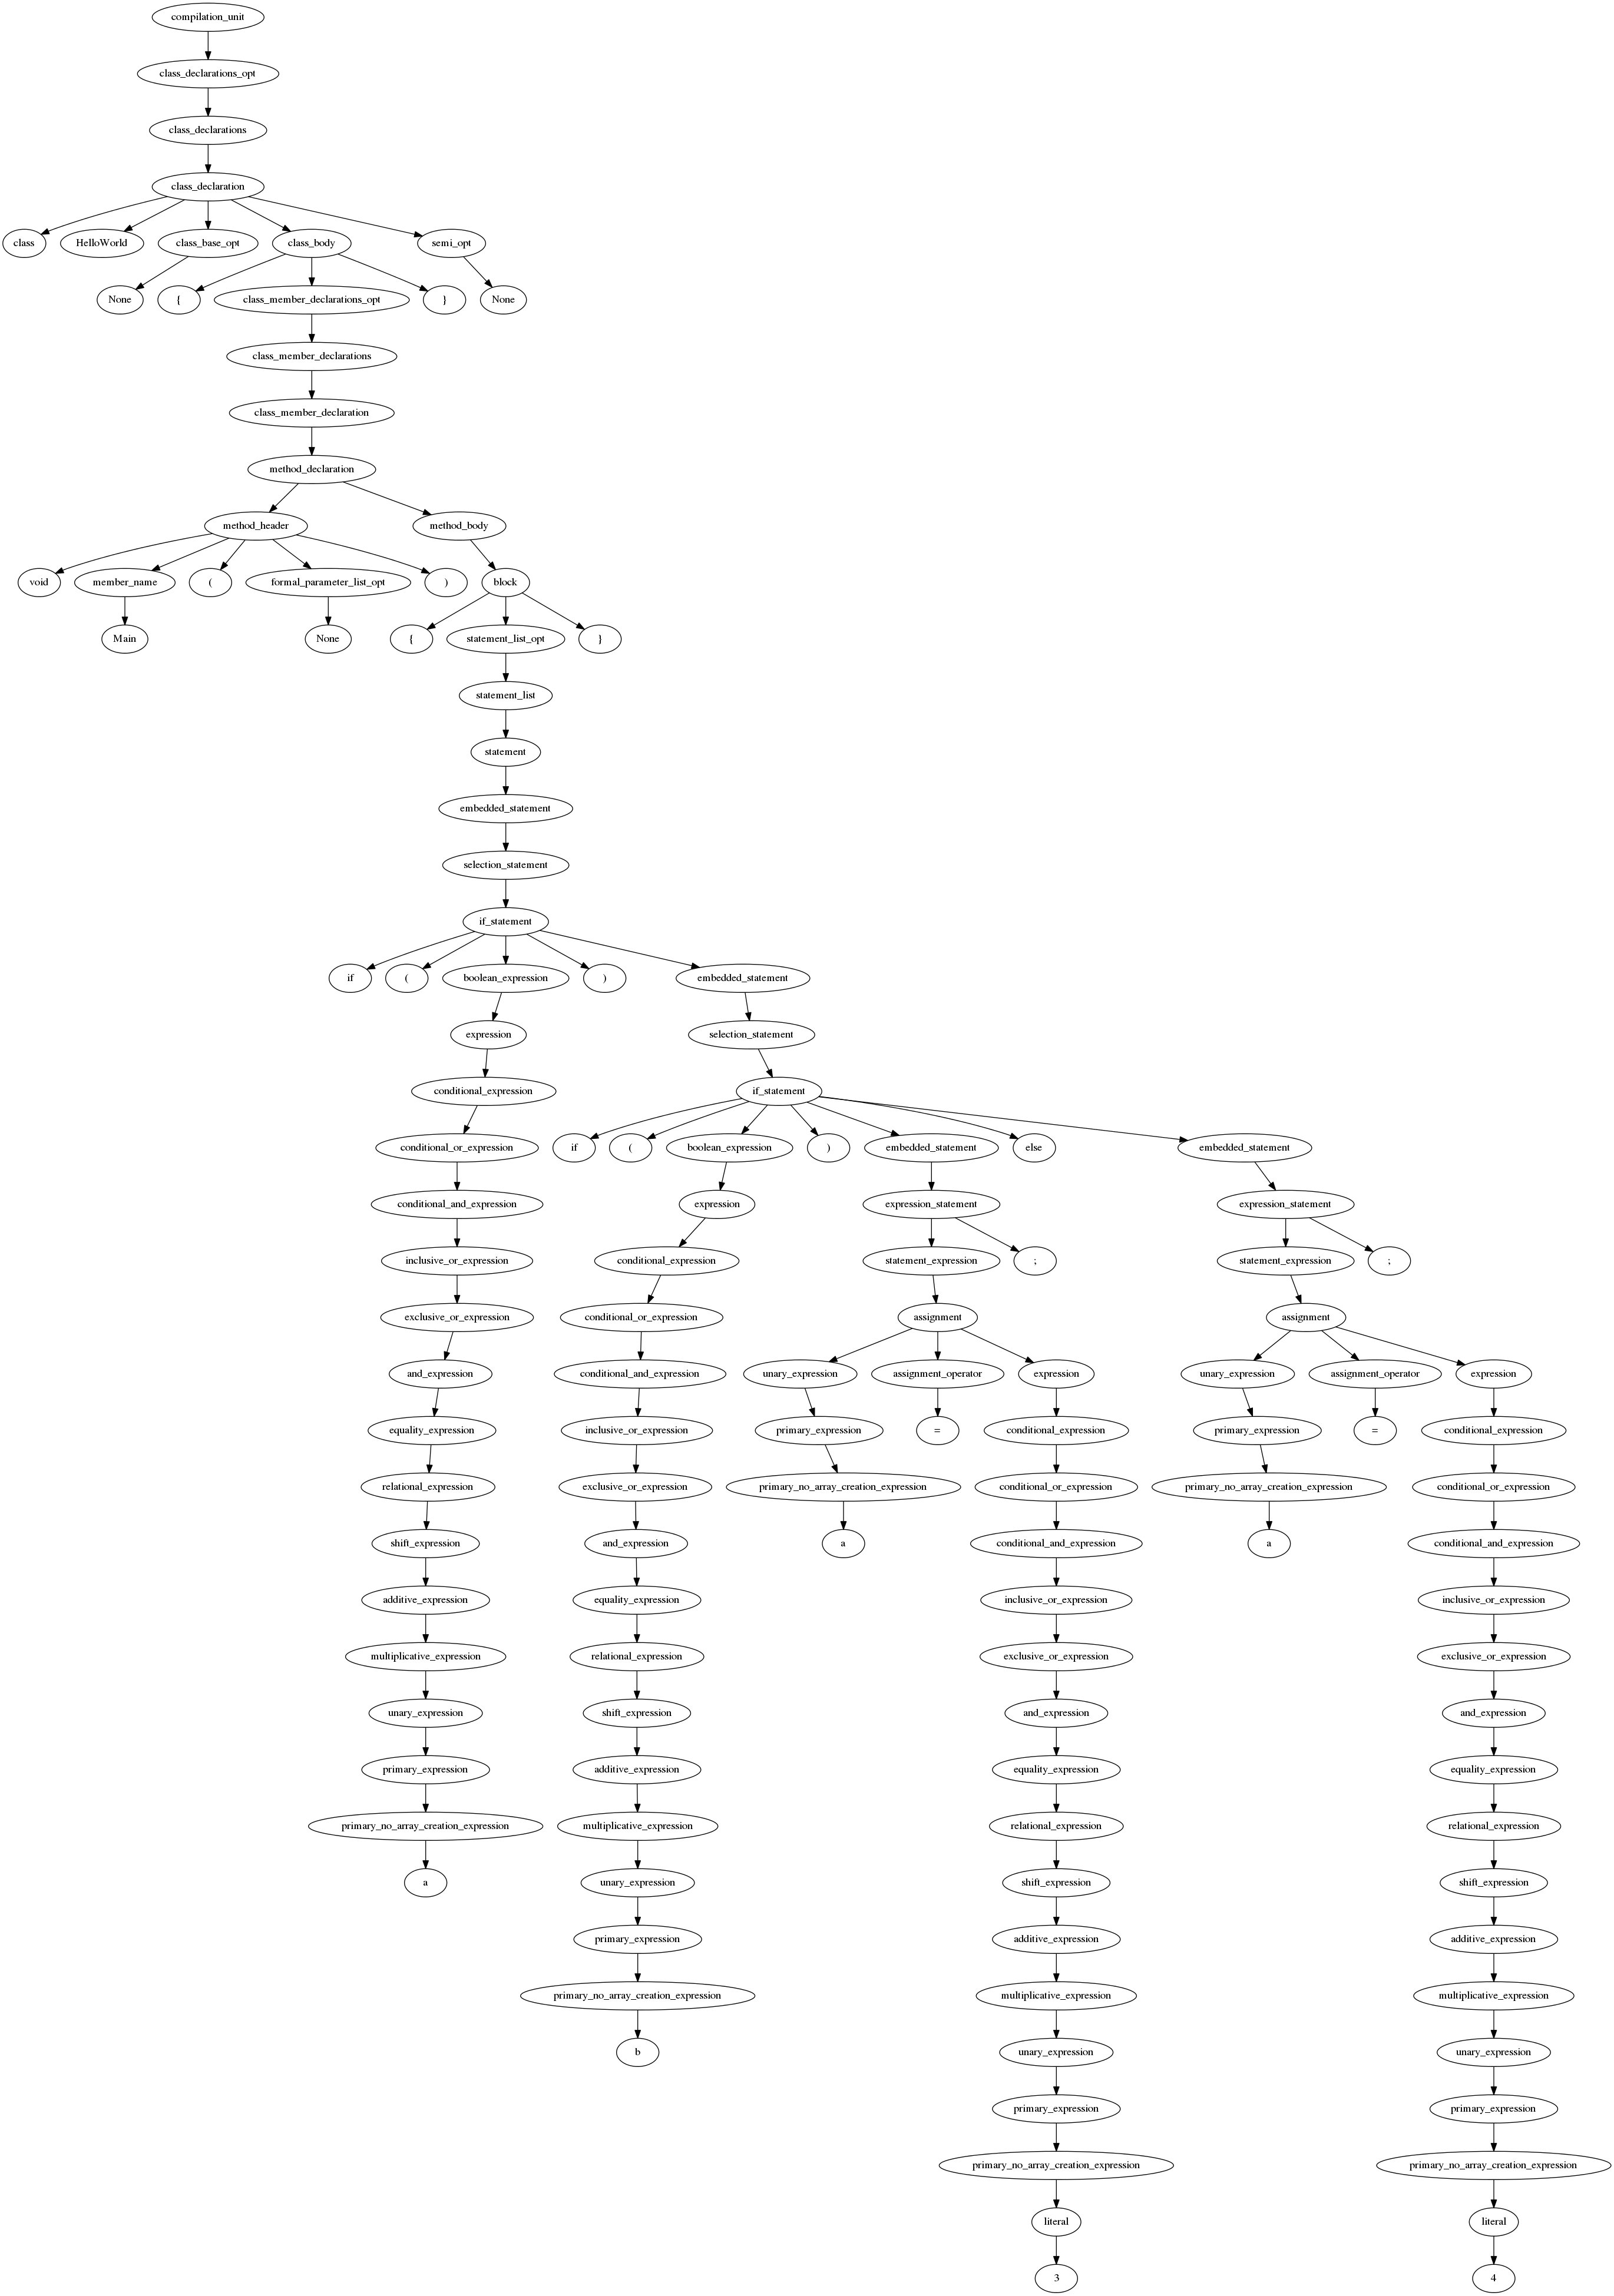 compilation_unit
class_declarations_opt
class_declarations
class_declaration
class HelloWorld class_base_opt class_body semi_opt
None { class_member_declarations_opt } None
class_member_declarations
class_member_declaration
method_declaration
method_header method_body
void member_name ( formal_parameter_list_opt ) block
Main None { statement_list_opt }
statement_list
statement
embedded_statement
selection_statement
if_statement
if ( boolean_expression ) embedded_statement
expression selection_statement
conditional_expression if_statement
conditional_or_expression if ( boolean_expression ) embedded_statement else embedded_statement
conditional_and_expression expression expression_statement expression_statement
inclusive_or_expression conditional_expression statement_expression ; statement_expression ;
exclusive_or_expression conditional_or_expression assignment assignment
and_expression conditional_and_expression unary_expression assignment_operator expression unary_expression assignment_operator expression
equality_expression inclusive_or_expression primary_expression = conditional_expression primary_expression = conditional_expression
relational_expression exclusive_or_expression primary_no_array_creation_expression conditional_or_expression primary_no_array_creation_expression conditional_or_expression
shift_expression and_expression a conditional_and_expression a conditional_and_expression
additive_expression equality_expression inclusive_or_expression inclusive_or_expression
multiplicative_expression relational_expression exclusive_or_expression exclusive_or_expression
unary_expression shift_expression and_expression and_expression
primary_expression additive_expression equality_expression equality_expression
primary_no_array_creation_expression multiplicative_expression relational_expression relational_expression
a unary_expression shift_expression shift_expression
primary_expression additive_expression additive_expression
primary_no_array_creation_expression multiplicative_expression multiplicative_expression
b unary_expression unary_expression
primary_expression primary_expression
primary_no_array_creation_expression primary_no_array_creation_expression
literal literal
3 4